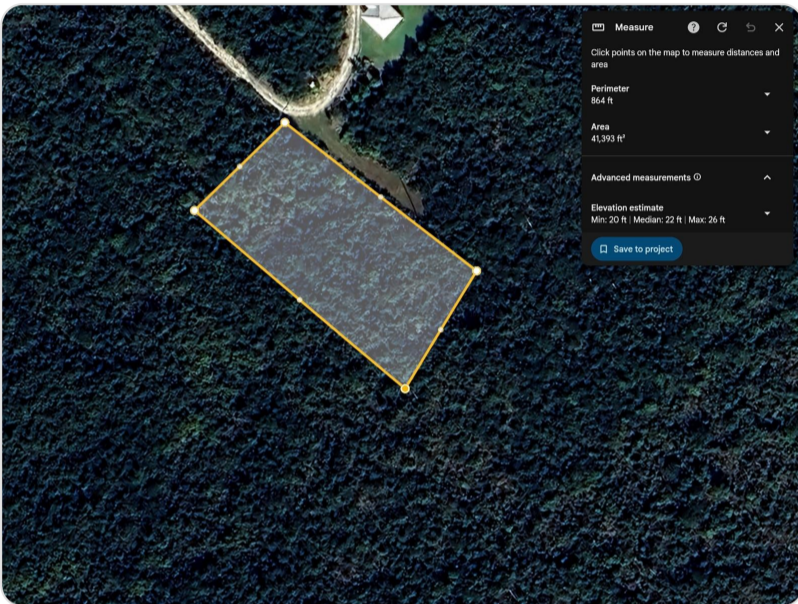 Measure
Click points on the map to measure distances and
area
Perimeter
864 ft
Area
41,393 ft²
Advanced measurements
Elevation estimate
Min: 20 ft | Median: 22 ft | Max: 26 ft
Save to project